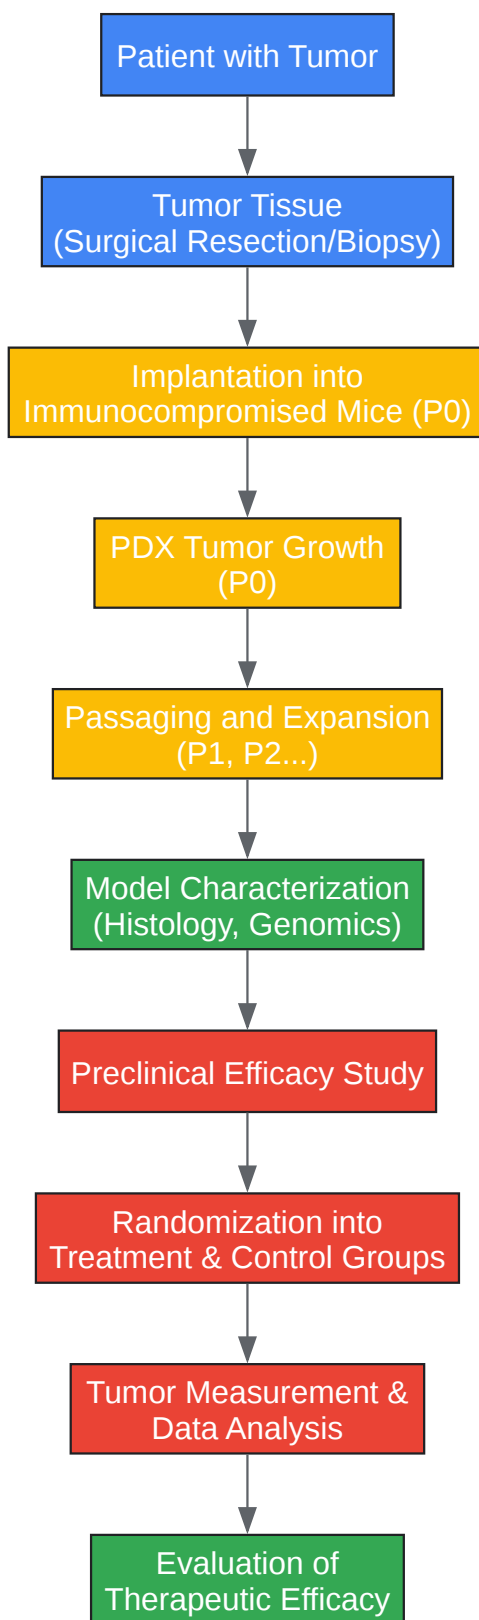 Patient with Tumor
Tumor Tissue
(Surgical Resection/Biopsy)
Implantation into
Immunocompromised Mice (P0)
PDX Tumor Growth
(P0)
Passaging and Expansion
(P1, P2...)
Model Characterization
(Histology, Genomics)
Preclinical Efficacy Study
Randomization into
Treatment & Control Groups
Tumor Measurement &
Data Analysis
Evaluation of
Therapeutic Efficacy